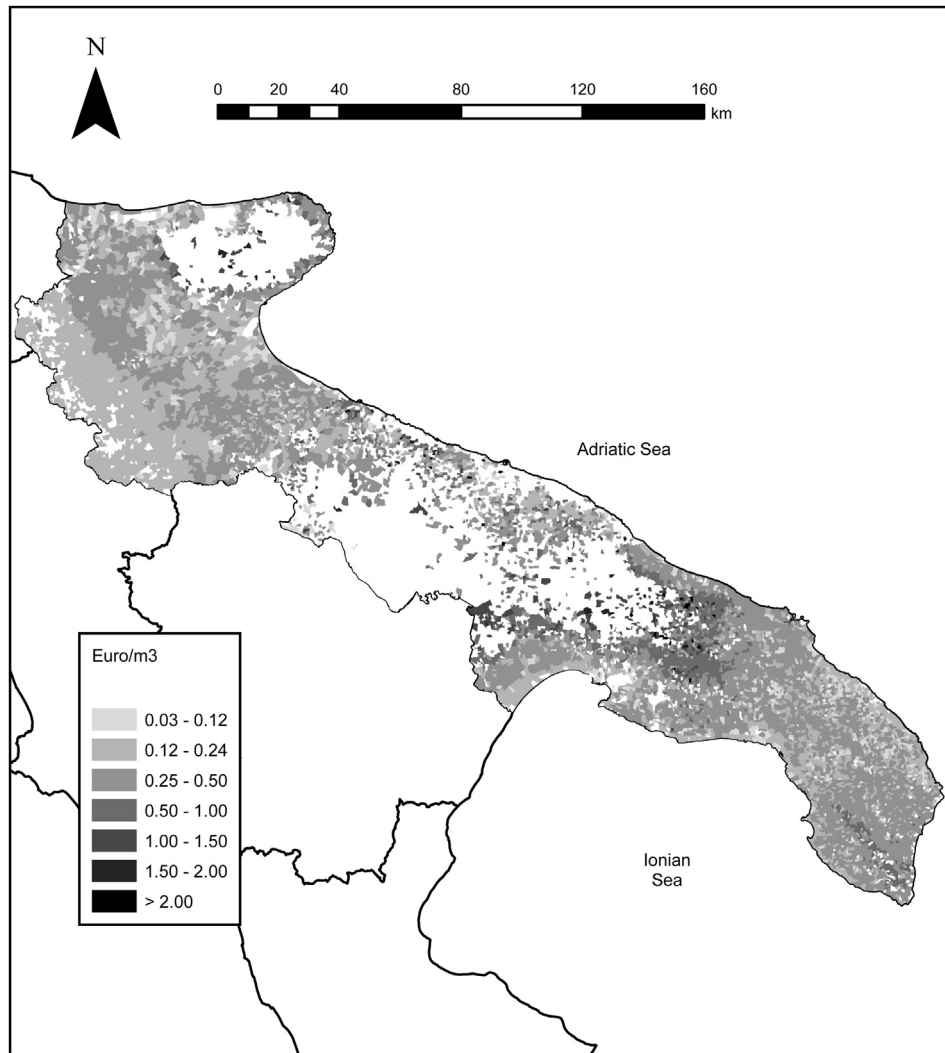 N
0 20 40 80 120 160
km
Adriatic Sea
Euro/m3
0.03 - 0.12
0.12 - 0.24
0.25 - 0.50
0.50 - 1.00
1.00 - 1.50
1.50 - 2.00
> 2.00
Ionian
Sea